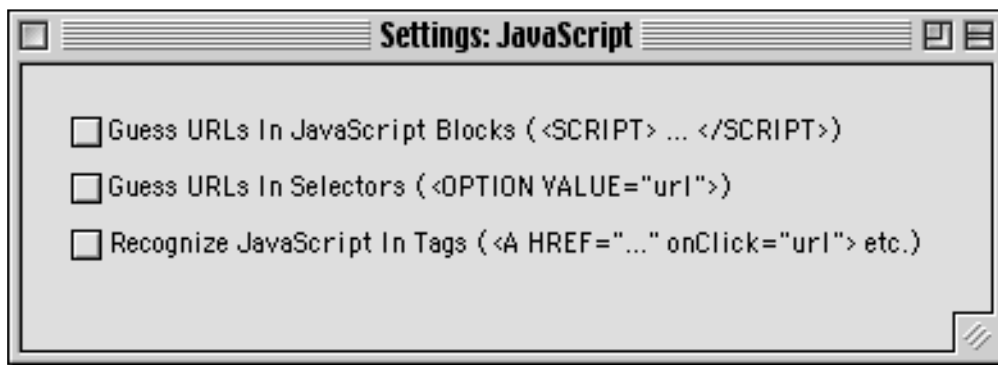 Settings: JavaScript
Guess URLs In JavaScript Blocks (<SCRIPT> ... </SCRIPT>)
Guess URLs In Selectors (<OPTION VALUE="url">)
Recognize JavaScript In Tags (<A HREF="..." onClick="url"> etc.)